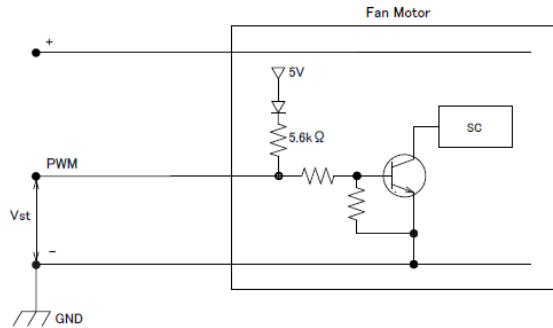 Fan Motor
+
5V
5.6kΩ
SC
PWM
Vst
−
GND